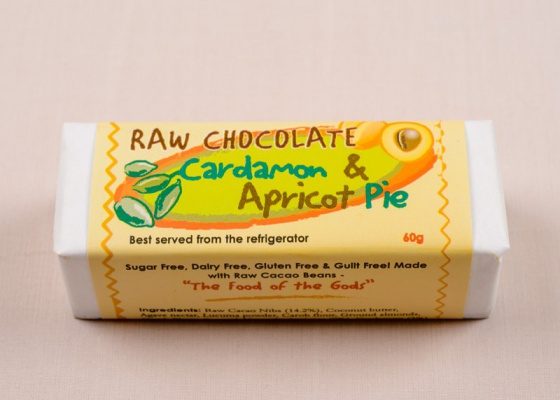 RAW CHOCOLATE
Cardamon &
Apricot Pie
Best served from the refrigerator
60g
Sugar Free, Dairy Free, Gluten Free & Guilt Free! Made
with Raw Cacao Beans -
"The Food of the Gods"
Ingredients: Raw Cacao Nibs (14.2%), Coconut butter,
Agave nectar, Lucuma powder, Carob flour, Ground almonds,